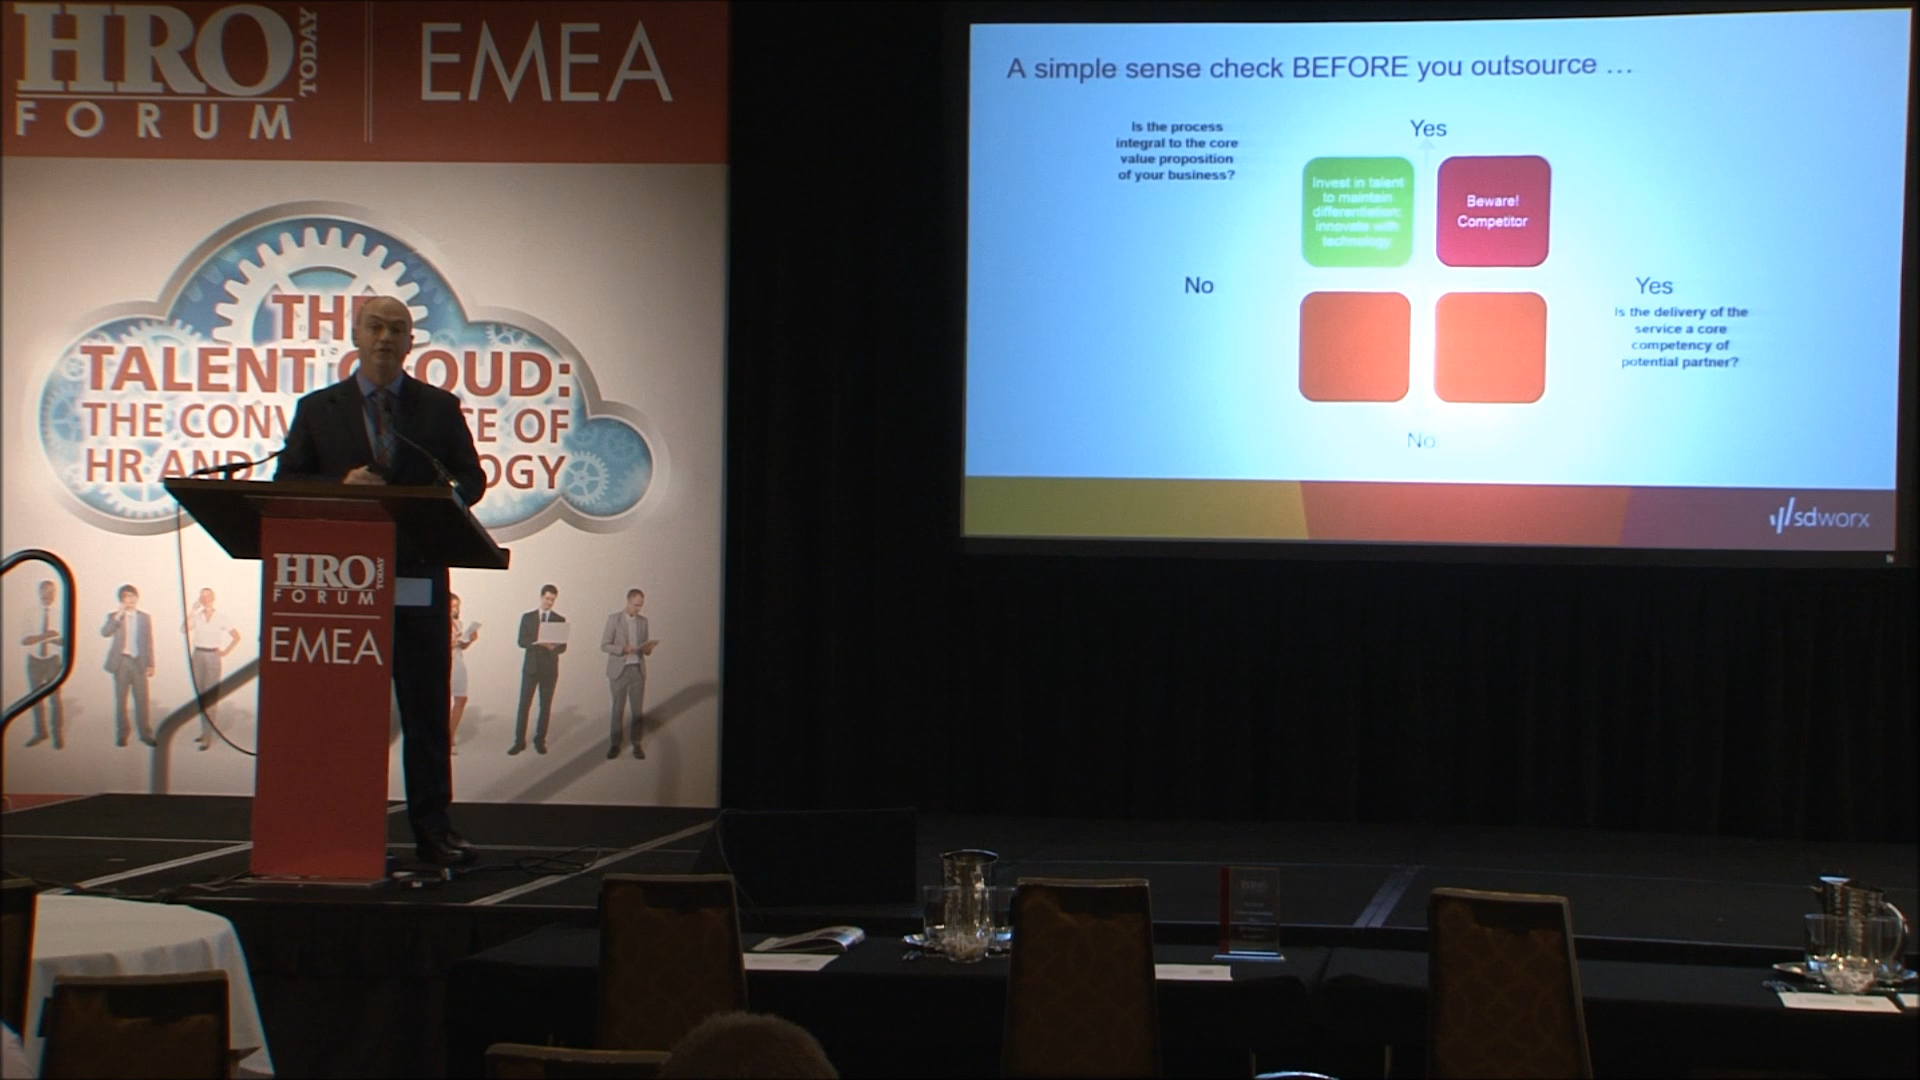 HRO
TODAY
FORUM
EMEA
THE
TALENT CLOUD:
THE CONV CE OF
HR AND OGY
HRO
TODAY
FORUM
EMEA
A simple sense check BEFORE you outsource ...
Is the process
integral to the core
value proposition
of your business?
Yes
Invest in talent
to maintain
differentiation:
innovate with
technology
Beware!
Competitor
No
Yes
Is the delivery of the
service a core
competency of
potential partner?
No
sdworx